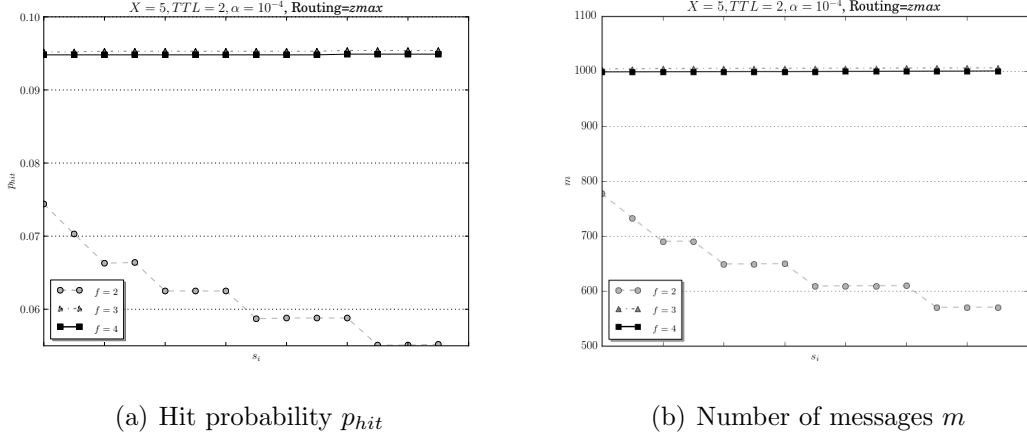 X = 5, TTL = 2, α = 10⁻⁴, Routing=zmax
0.10
0.09
0.08
0.07
0.06
p_hit
f = 2
f = 3
f = 4
s_i
X = 5, TTL = 2, α = 10⁻⁴, Routing=zmax
1100
1000
900
800
700
600
500
m
f = 2
f = 3
f = 4
s_i
(a) Hit probability p_hit
(b) Number of messages m